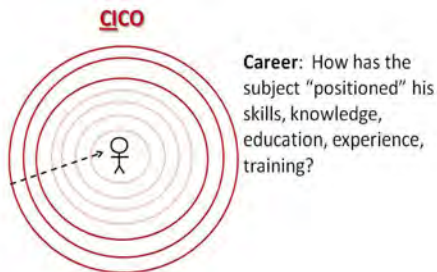 CICO
Career: How has the
subject “positioned” his
skills, knowledge,
education, experience,
training?